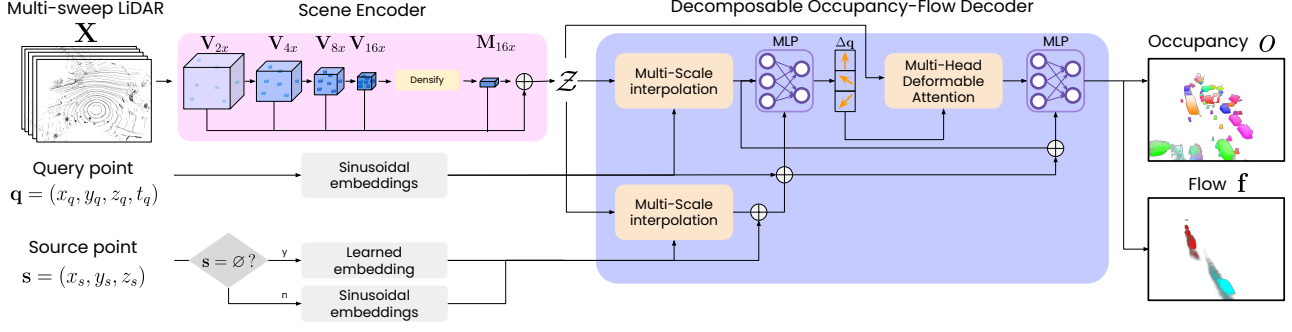 Multi-sweep LiDAR
X
Scene Encoder
V2x
V4x
V8x
V16x
Densify
M16x
Z
Decomposable Occupancy-Flow Decoder
Multi-Scale
interpolation
MLP
Δq
Multi-Head
Deformable
Attention
MLP
Occupancy O
Query point
q = (xq, yq, zq, tq)
Sinusoidal
embeddings
Multi-Scale
interpolation
Flow f
Source point
s = (xs, ys, zs)
s = ∅ ?
y
Learned
embedding
n
Sinusoidal
embeddings